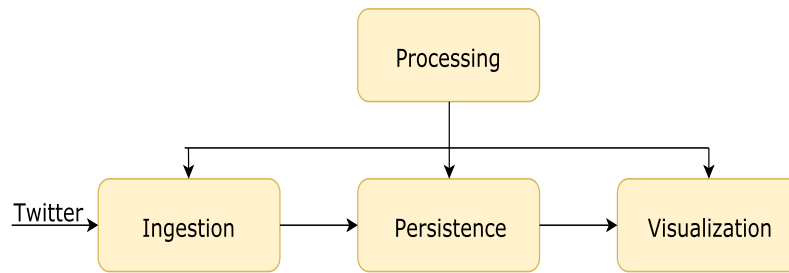 Processing
Twitter
Ingestion
Persistence
Visualization